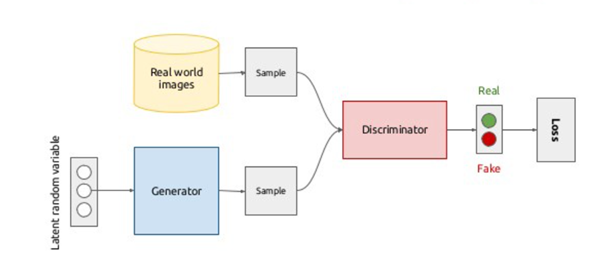 Real world
images
Sample
Discriminator
Real
Fake
Loss
Latent random variable
Generator
Sample